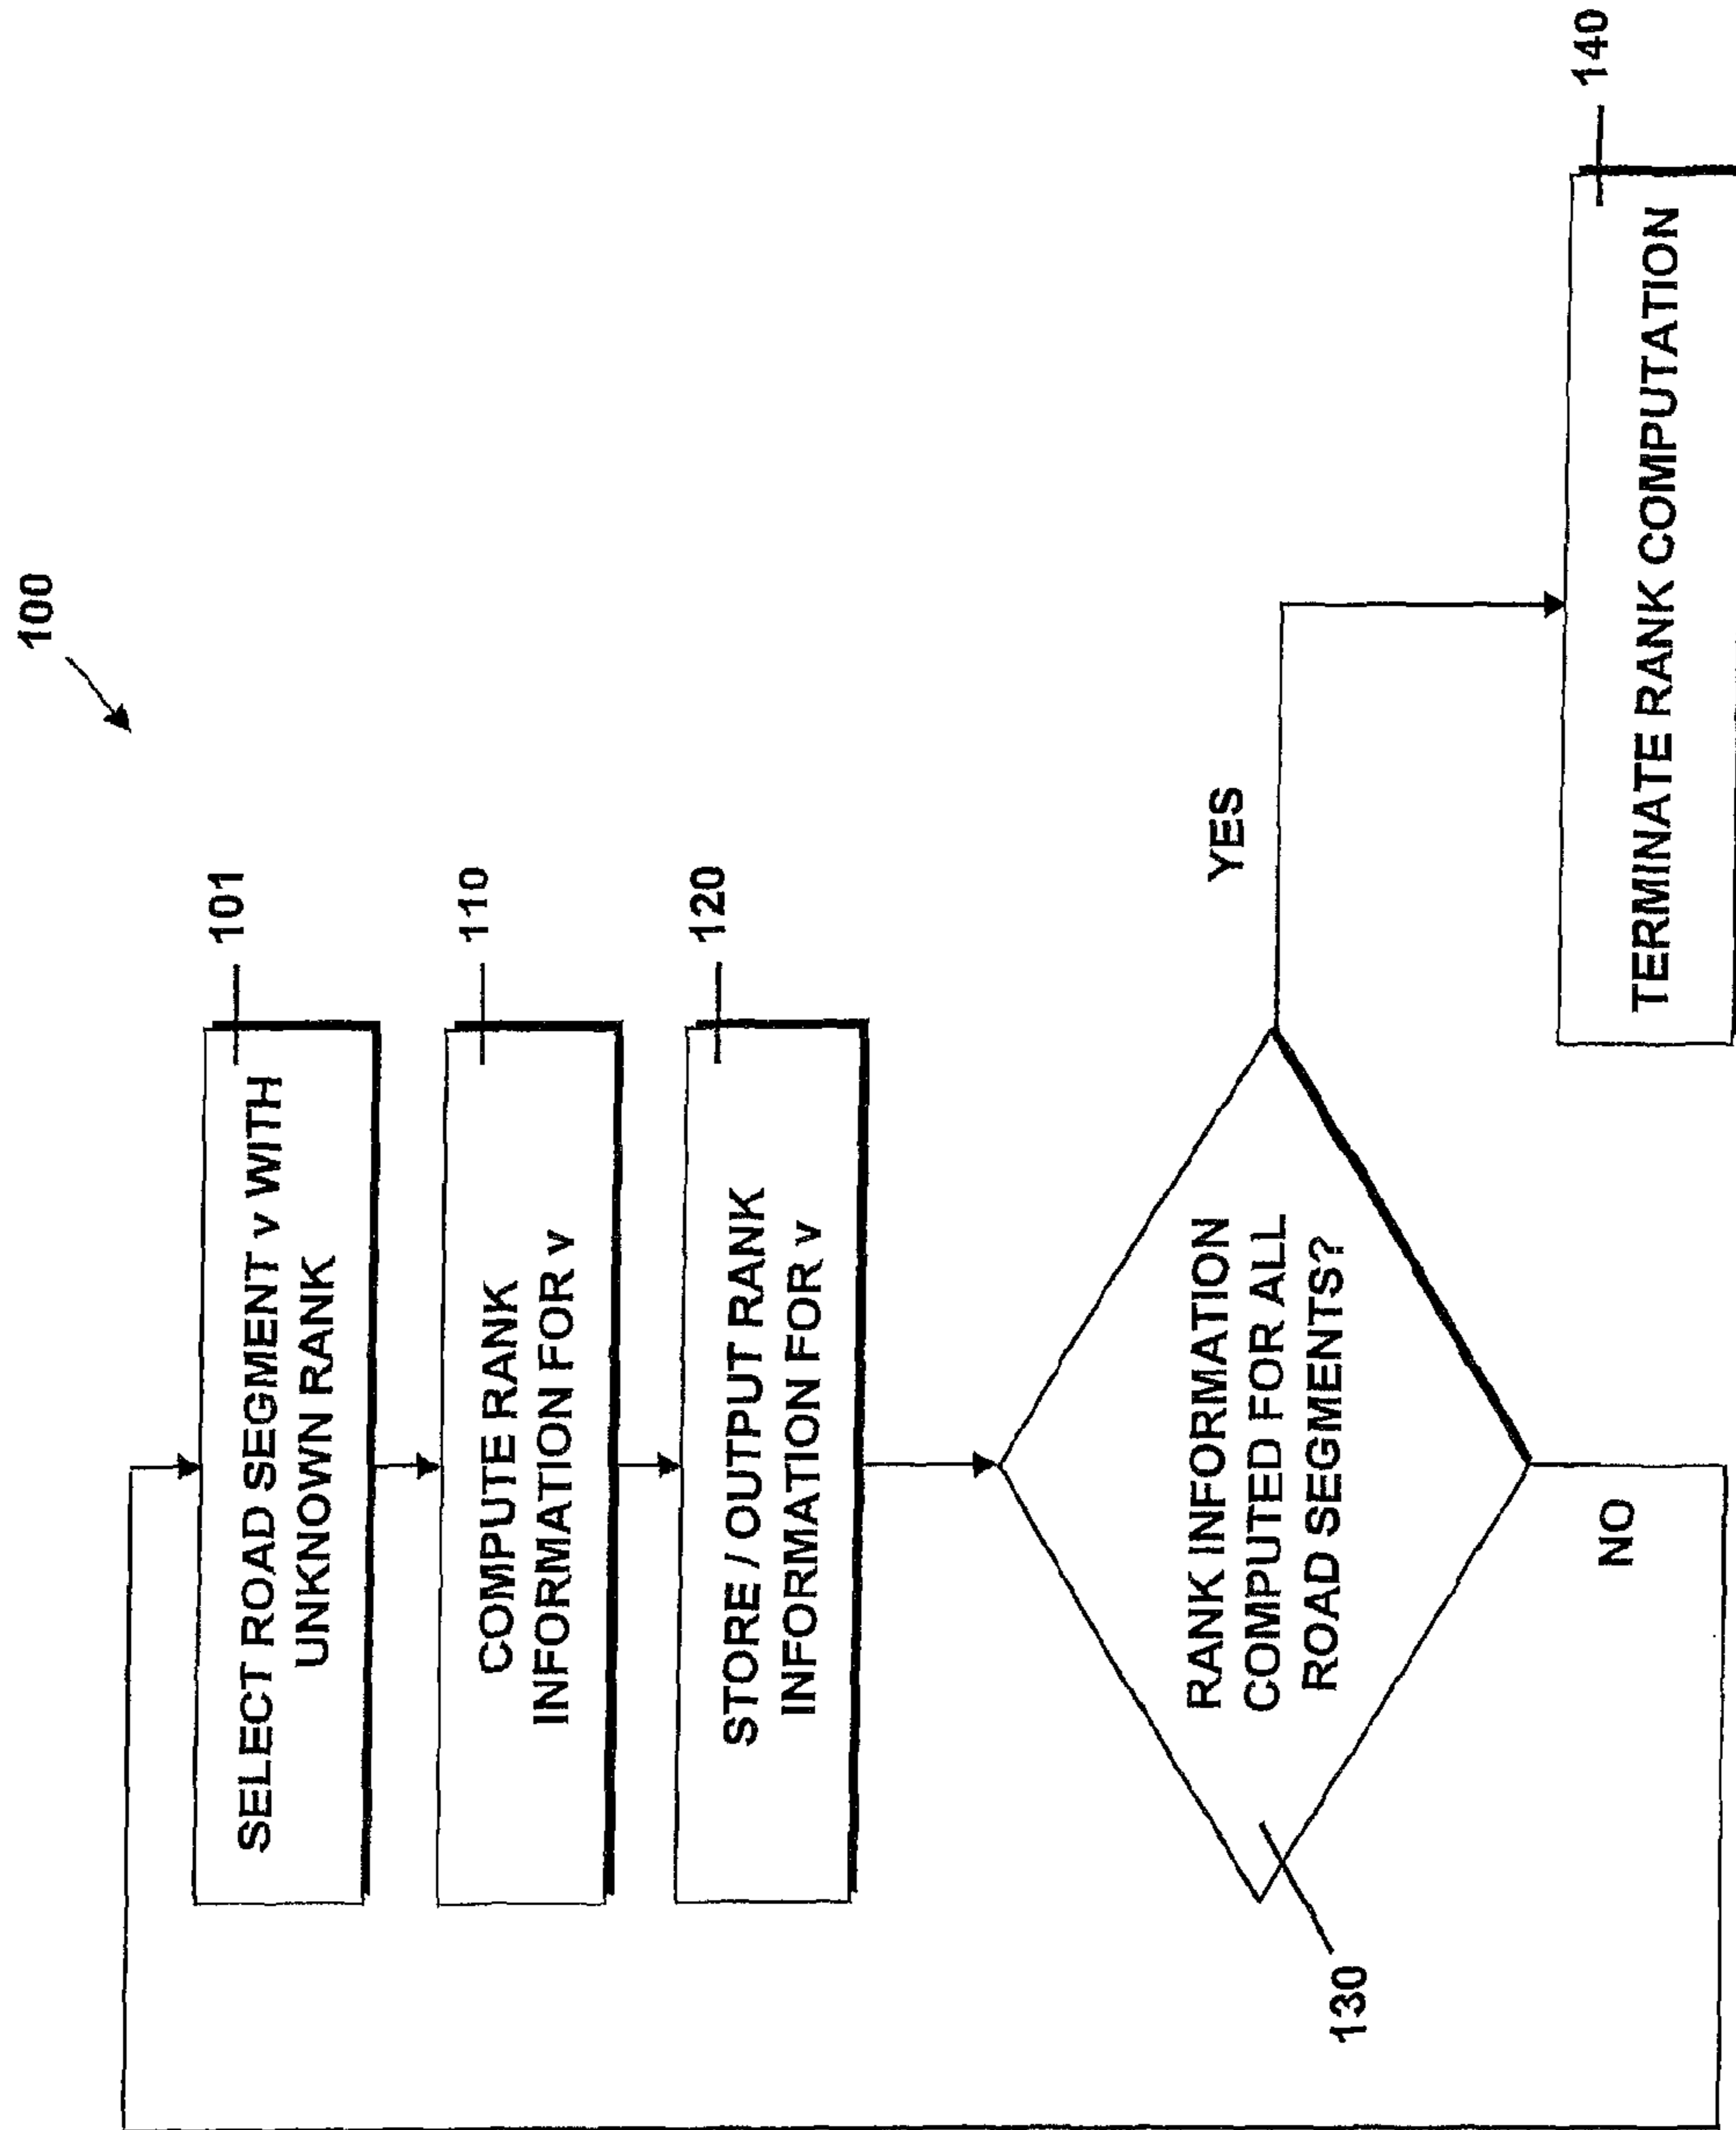 100
SELECT ROAD SEGMENT v WITH
UNKNOWN RANK
101
COMPUTE RANK
INFORMATION FOR v
110
STORE / OUTPUT RANK
INFORMATION FOR v
120
RANK INFORMATION
COMPUTED FOR ALL
ROAD SEGMENTS?
130
YES
NO
TERMINATE RANK COMPUTATION
140